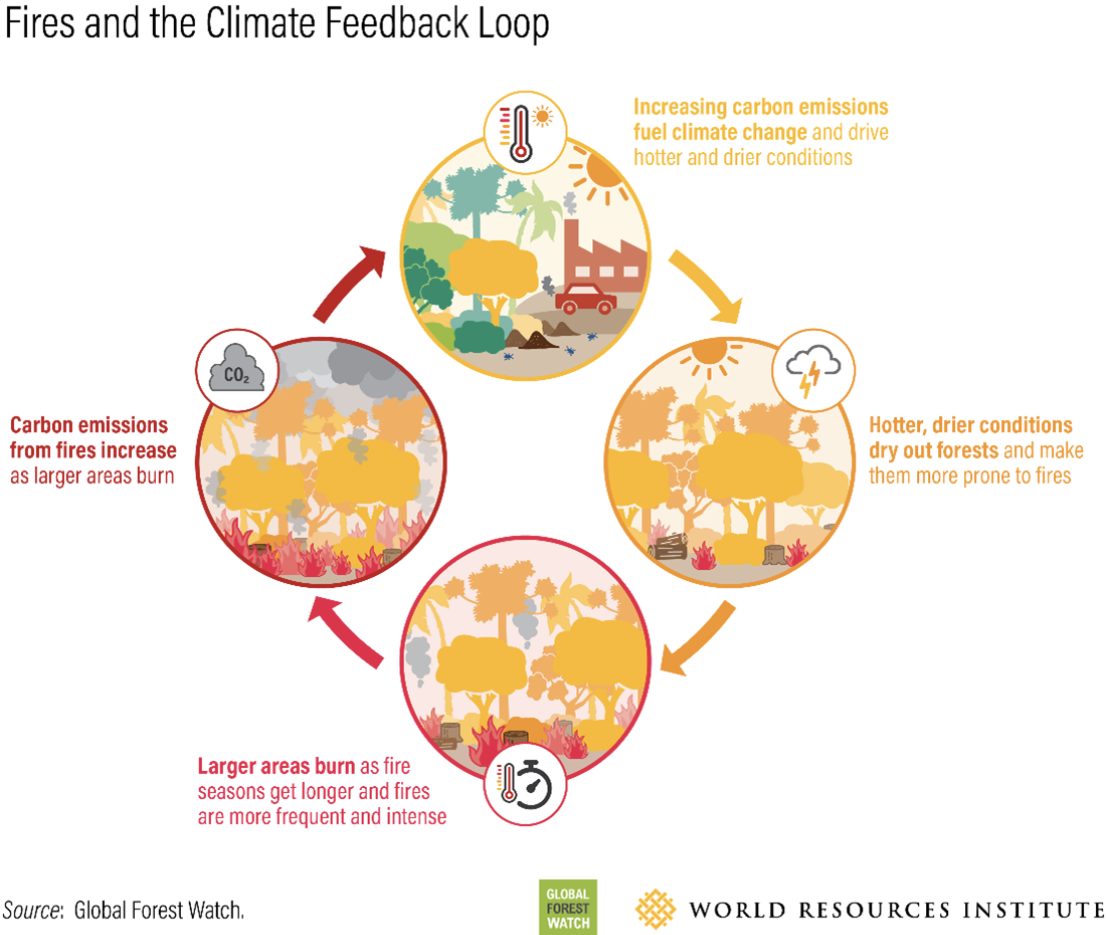 Fires and the Climate Feedback Loop
Increasing carbon emissions
fuel climate change and drive
hotter and drier conditions
Hotter, drier conditions
dry out forests and make
them more prone to fires
Larger areas burn as fire
seasons get longer and fires
are more frequent and intense
CO₂
Carbon emissions
from fires increase
as larger areas burn
Source: Global Forest Watch.
GLOBAL
FOREST
WATCH
WORLD RESOURCES INSTITUTE